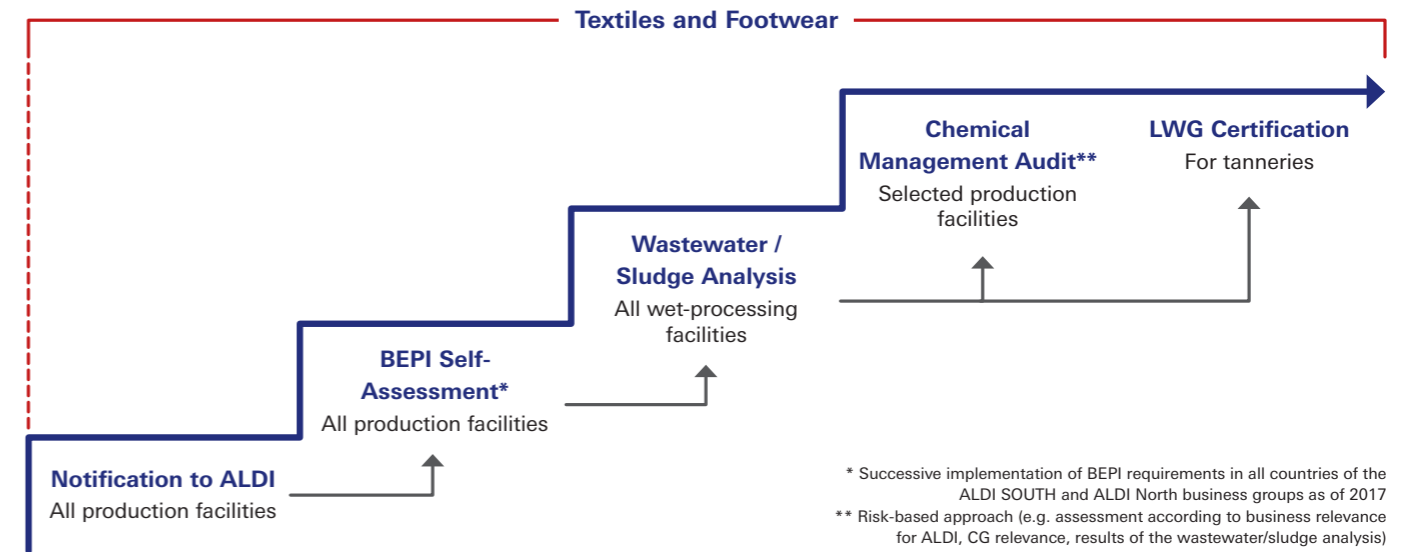 Textiles and Footwear
Chemical
Management Audit**
Selected production
facilities
LWG Certification
For tanneries
Wastewater /
Sludge Analysis
All wet-processing
facilities
BEPI Self-
Assessment*
All production facilities
Notification to ALDI
All production facilities
* Successive implementation of BEPI requirements in all countries of the
ALDI SOUTH and ALDI North business groups as of 2017
** Risk-based approach (e.g. assessment according to business relevance
for ALDI, CG relevance, results of the wastewater/sludge analysis)